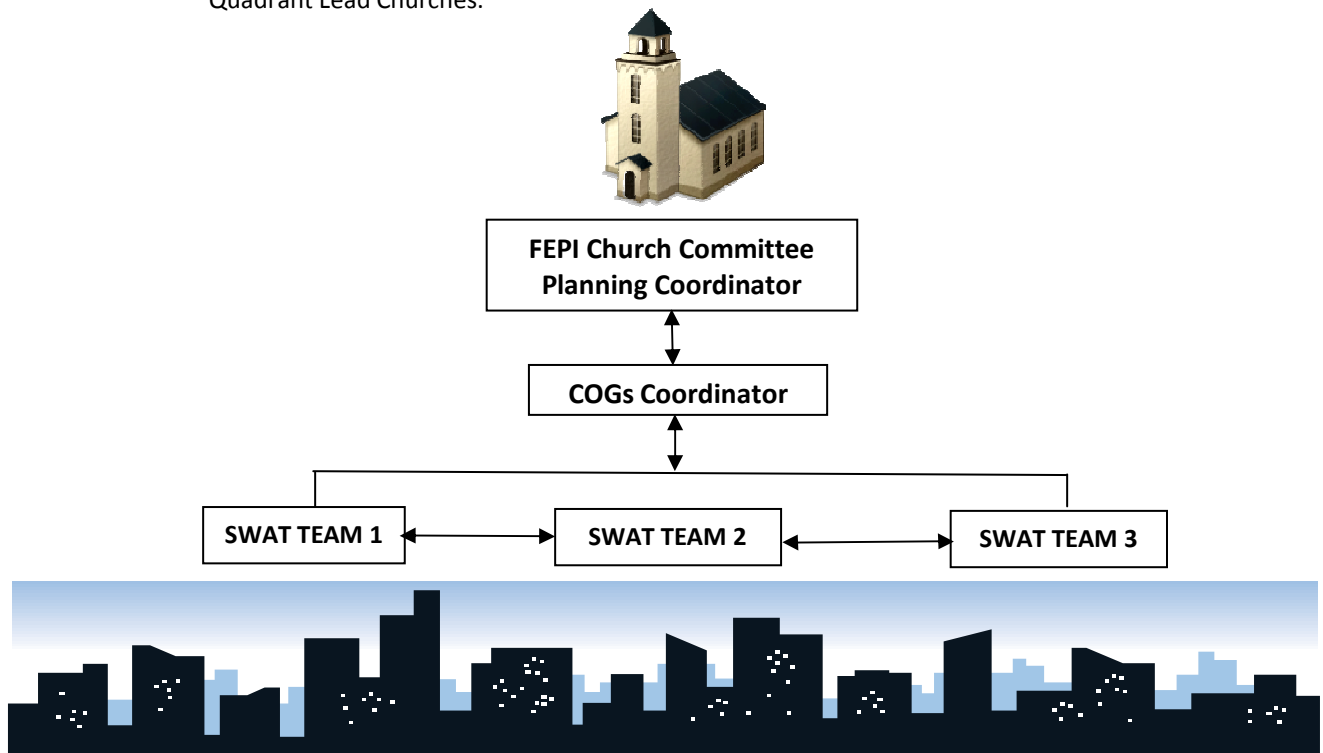 Quadrant Lead Churches.
FEPI Church Committee
Planning Coordinator
COGs Coordinator
SWAT TEAM 1
SWAT TEAM 2
SWAT TEAM 3